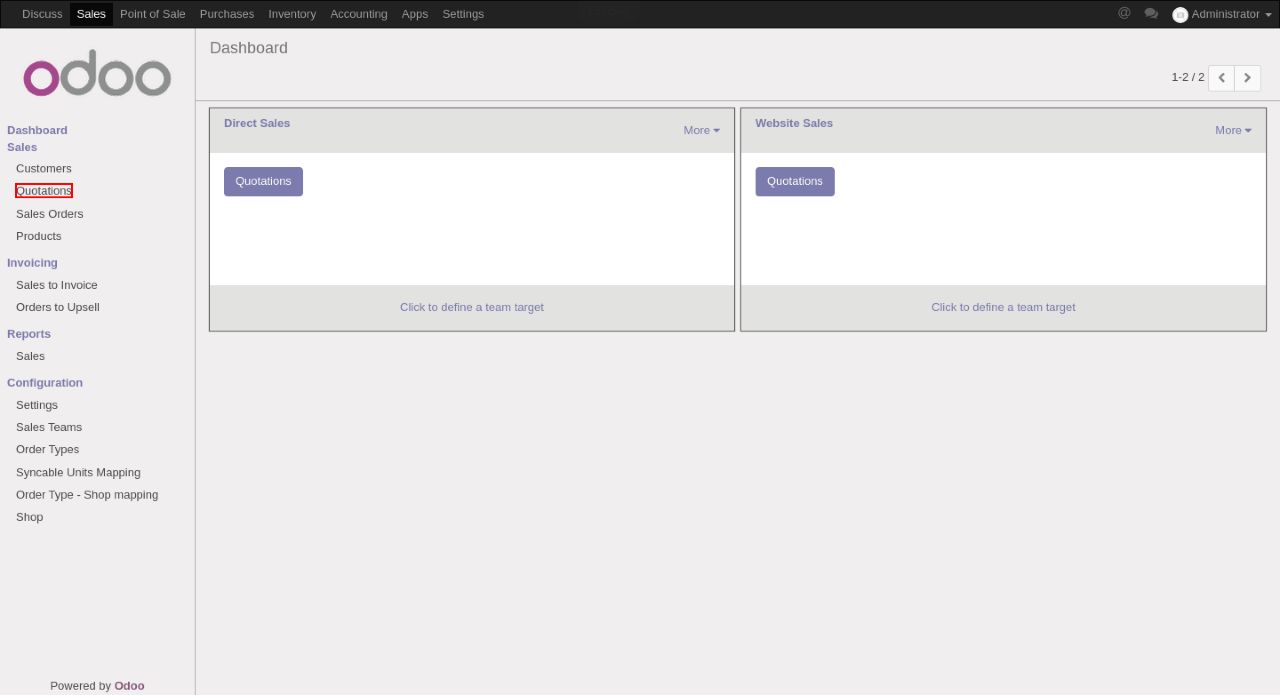 Discuss Sales Point of Sale Purchases Inventory Accounting Apps Settings @ Administrator
odoo
Dashboard
Sales
Customers
Quotations
Sales Orders
Products
Invoicing
Sales to Invoice
Orders to Upsell
Reports
Sales
Configuration
Settings
Sales Teams
Order Types
Syncable Units Mapping
Order Type - Shop mapping
Shop
Powered by Odoo
Dashboard
1-2 / 2
Direct Sales
More
Quotations
Click to define a team target
Website Sales
More
Quotations
Click to define a team target